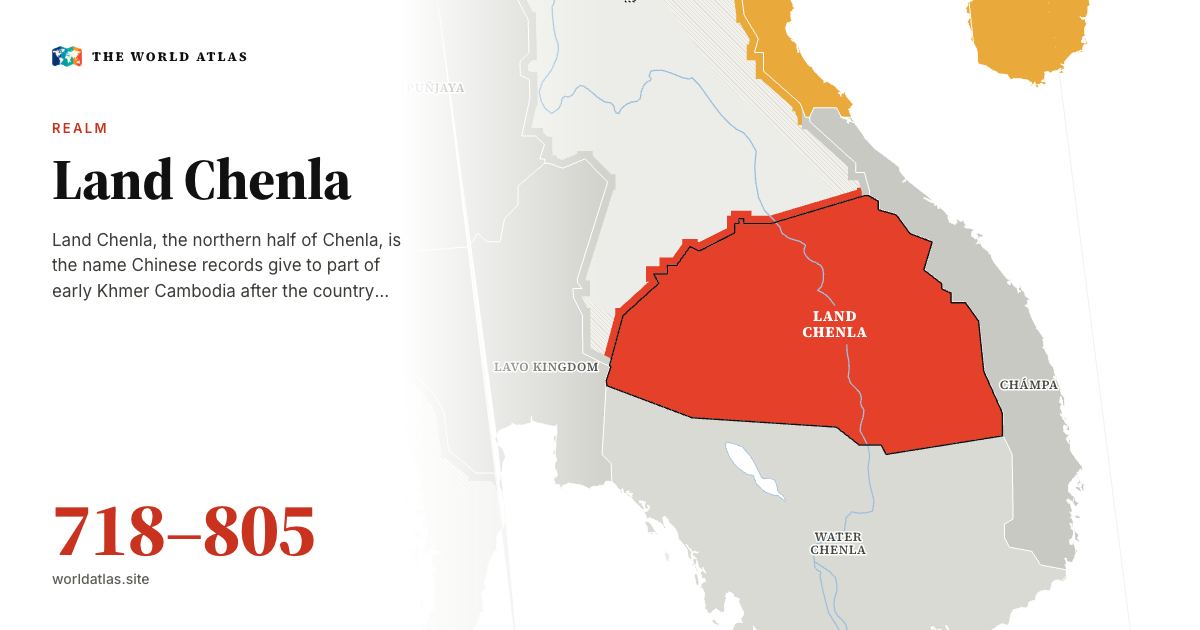 THE WORLD ATLAS
REALM
Land Chenla
Land Chenla, the northern half of Chenla, is
the name Chinese records give to part of
early Khmer Cambodia after the country…
718–805
worldatlas.site
LAVO KINGDOM
LAND
CHENLA
CHÁMPA
WATER
CHENLA